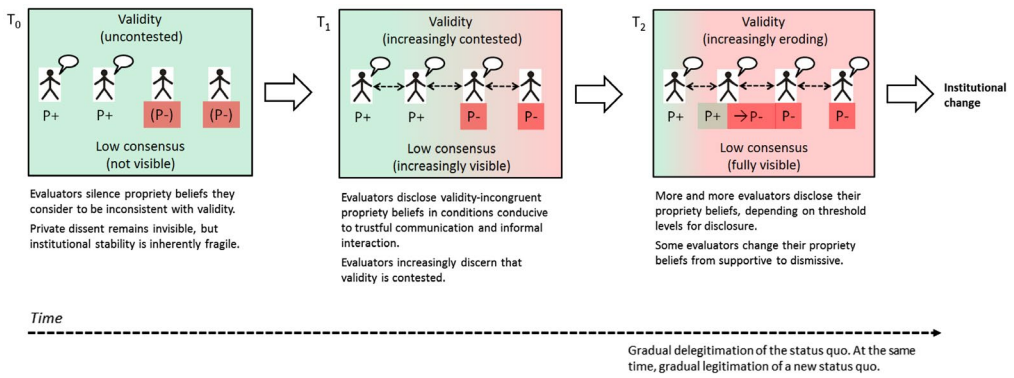 T0
Validity
(uncontested)
P+ P+ (P-) (P-)
Low consensus
(not visible)
Evaluators silence propriety beliefs they
consider to be inconsistent with validity.
Private dissent remains invisible, but
institutional stability is inherently fragile.
T1
Validity
(increasingly contested)
P+ P+ P- P-
Low consensus
(increasingly visible)
Evaluators disclose validity-incongruent
propriety beliefs in conditions conducive
to trustful communication and informal
interaction.
Evaluators increasingly discern that
validity is contested.
T2
Validity
(increasingly eroding)
P+ P+ →P- P- P-
Low consensus
(fully visible)
More and more evaluators disclose their
propriety beliefs, depending on threshold
levels for disclosure.
Some evaluators change their propriety
beliefs from supportive to dismissive.
Institutional
change
Time
Gradual delegitimation of the status quo. At the same
time, gradual legitimation of a new status quo.